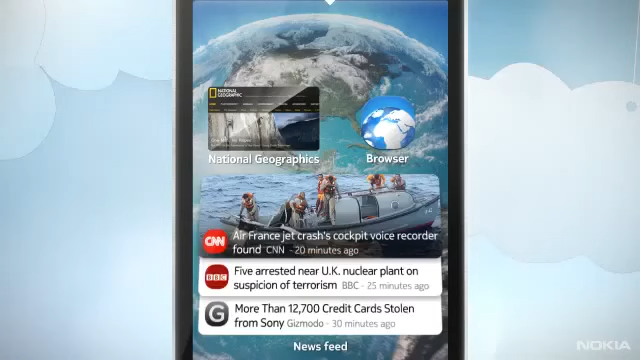 NATIONAL
GEOGRAPHIC
National Geographics
Browser
CNN
Air France jet crash's cockpit voice recorder
found CNN - 20 minutes ago
BBC
Five arrested near U.K. nuclear plant on
suspicion of terrorism BBC - 25 minutes ago
G
More Than 12,700 Credit Cards Stolen
from Sony Gizmodo - 30 minutes ago
News feed
NOKIA